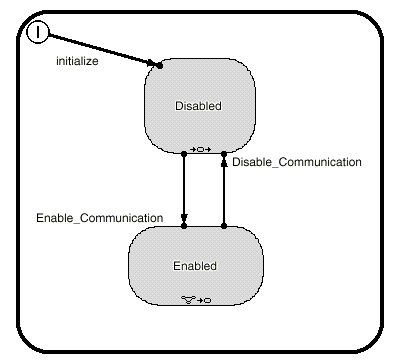 I
initialize
Disabled
Disable_Communication
Enable_Communication
Enabled